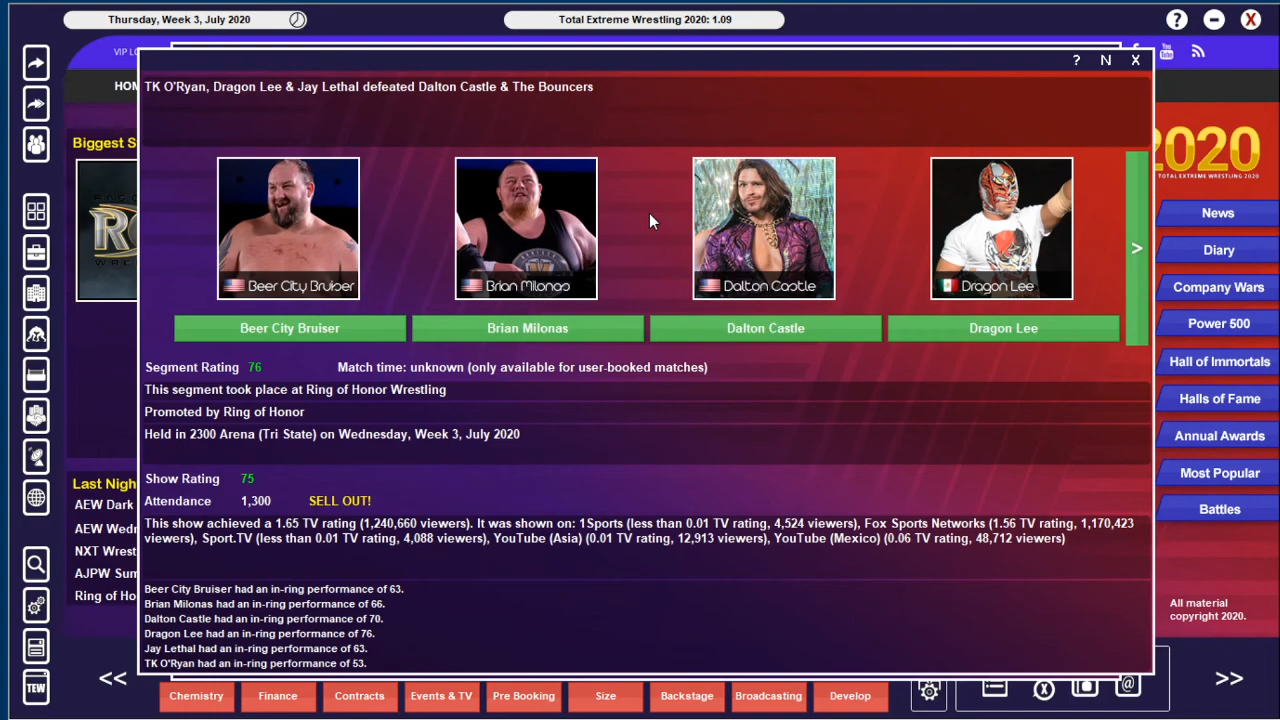 Thursday, Week 3, July 2020
Total Extreme Wrestling 2020: 1.09
?
X
VIP LO
? N X
HOM
TK O'Ryan, Dragon Lee & Jay Lethal defeated Dalton Castle & The Bouncers
Biggest S
2020
TOTAL EXTREME WRESTLING 2020
Beer City Bruiser
Brian Milonas
Dalton Castle
Dragon Lee
>
Beer City Bruiser
Brian Milonas
Dalton Castle
Dragon Lee
Segment Rating 76 Match time: unknown (only available for user-booked matches)
This segment took place at Ring of Honor Wrestling
Promoted by Ring of Honor
Held in 2300 Arena (Tri State) on Wednesday, Week 3, July 2020
Show Rating 75
Attendance 1,300 SELL OUT!
This show achieved a 1.65 TV rating (1,240,660 viewers). It was shown on: 1Sports (less than 0.01 TV rating, 4,524 viewers), Fox Sports Networks (1.56 TV rating, 1,170,423
viewers), Sport.TV (less than 0.01 TV rating, 4,088 viewers), YouTube (Asia) (0.01 TV rating, 12,913 viewers), YouTube (Mexico) (0.06 TV rating, 48,712 viewers)
Beer City Bruiser had an in-ring performance of 63.
Brian Milonas had an in-ring performance of 66.
Dalton Castle had an in-ring performance of 70.
Dragon Lee had an in-ring performance of 76.
Jay Lethal had an in-ring performance of 63.
TK O'Ryan had an in-ring performance of 53.
Last Nigh
AEW Dark
AEW Wedn
NXT Wrest
AJPW Sum
Ring of Ho
News
Diary
Company Wars
Power 500
Hall of Immortals
Halls of Fame
Annual Awards
Most Popular
Battles
All material
copyright 2020.
TEW
<<
Chemistry
Finance
Contracts
Events & TV
Pre Booking
Size
Backstage
Broadcasting
Develop
>>